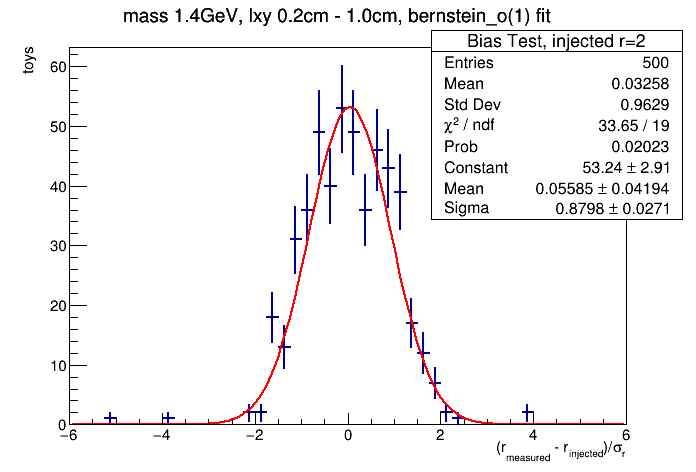 mass 1.4GeV, lxy 0.2cm - 1.0cm, bernstein_o(1) fit
Bias Test, injected r=2
Entries 500
Mean 0.03258
Std Dev 0.9629
χ² / ndf 33.65 / 19
Prob 0.02023
Constant 53.24 ± 2.91
Mean 0.05585 ± 0.04194
Sigma 0.8798 ± 0.0271
toys
60
50
40
30
20
10
0
−6 −4 −2 0 2 4 6
(r_measured - r_injected)/σ_r